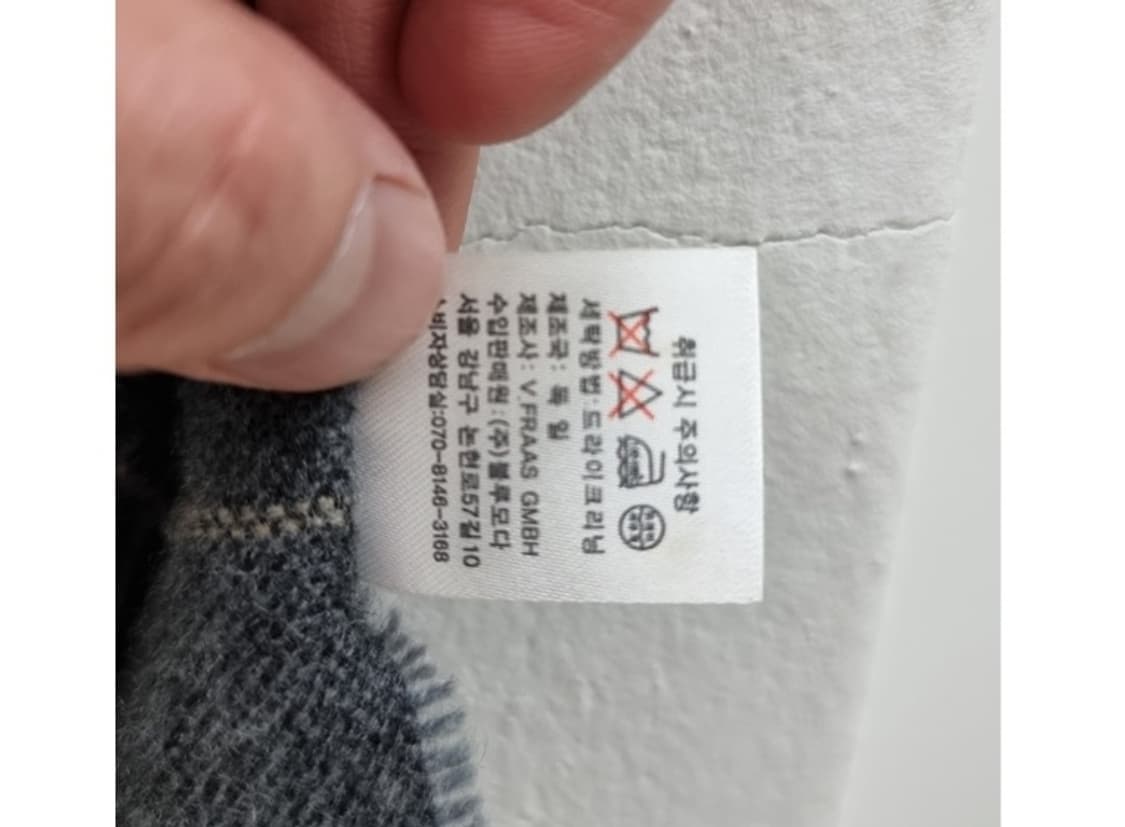 취급시 주의사항
세탁방법:드라이크리닝
제조국: 독 일
제조사: V.FRAAS GMBH
수입판매원:(주)블루모다
서울 강남구 논현로57길 10
비자상담실:070-8146-3168